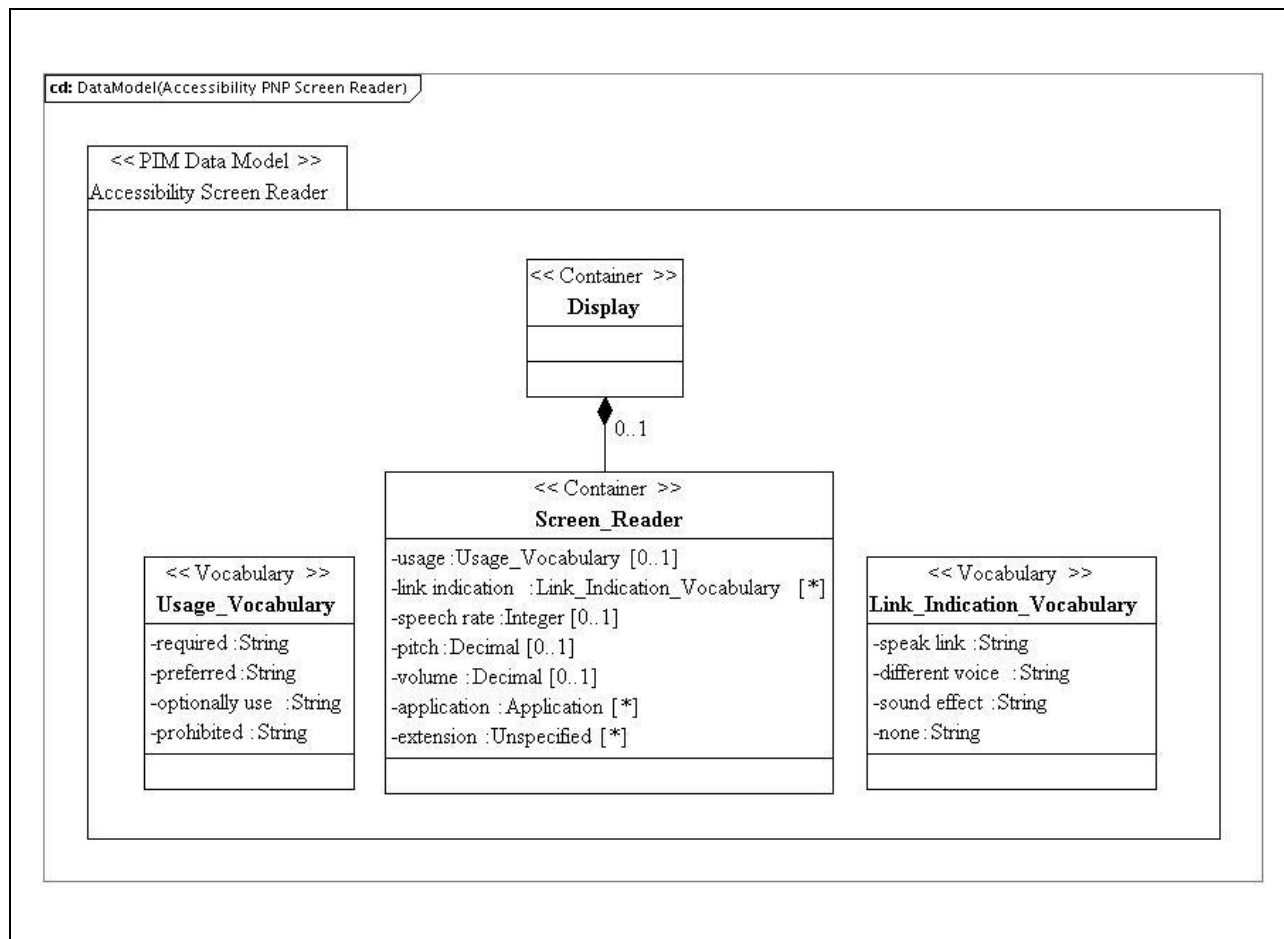 cd: DataModel(Accessibility PNP Screen Reader)
<< PIM Data Model >>
Accessibility Screen Reader
<< Container >>
Display
0..1
<< Container >>
Screen_Reader
-usage :Usage_Vocabulary [0..1]
-link indication :Link_Indication_Vocabulary [*]
-speech rate :Integer [0..1]
-pitch :Decimal [0..1]
-volume :Decimal [0..1]
-application :Application [*]
-extension :Unspecified [*]
<< Vocabulary >>
Usage_Vocabulary
-required :String
-preferred :String
-optionally use :String
-prohibited :String
<< Vocabulary >>
Link_Indication_Vocabulary
-speak link :String
-different voice :String
-sound effect :String
-none :String